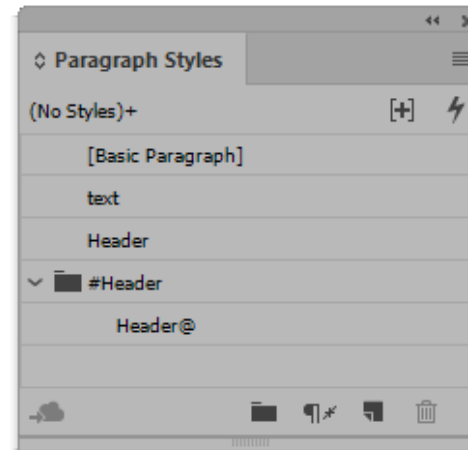 Paragraph Styles
(No Styles)+
[Basic Paragraph]
text
Header
#Header
Header@